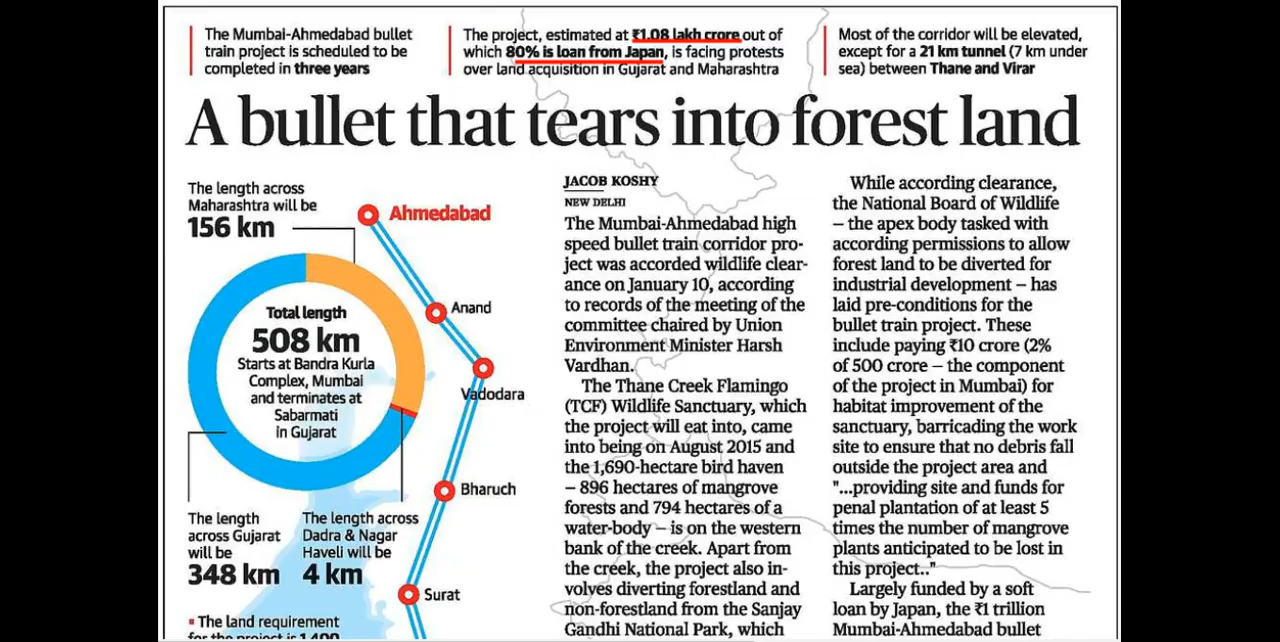 The Mumbai-Ahmedabad bullet
train project is scheduled to be
completed in three years
The project, estimated at ₹1.08 lakh crore out of
which 80% is loan from Japan, is facing protests
over land acquisition in Gujarat and Maharashtra
Most of the corridor will be elevated,
except for a 21 km tunnel (7 km under
sea) between Thane and Virar
A bullet that tears into forest land
The length across
Maharashtra will be
156 km
Total length
508 km
Starts at Bandra Kurla
Complex, Mumbai
and terminates at
Sabarmati
in Gujarat
The length
across Gujarat
will be
348 km
The length across
Dadra & Nagar
Haveli will be
4 km
▪ The land requirement
for the project is 1,400
Ahmedabad
Anand
Vadodara
Bharuch
Surat
JACOB KOSHY
NEW DELHI
The Mumbai-Ahmedabad high
speed bullet train corridor pro-
ject was accorded wildlife clear-
ance on January 10, according
to records of the meeting of the
committee chaired by Union
Environment Minister Harsh
Vardhan.
The Thane Creek Flamingo
(TCF) Wildlife Sanctuary, which
the project will eat into, came
into being on August 2015 and
the 1,690-hectare bird haven
– 896 hectares of mangrove
forests and 794 hectares of a
water-body – is on the western
bank of the creek. Apart from
the creek, the project also in-
volves diverting forestland and
non-forestland from the Sanjay
Gandhi National Park, which
While according clearance,
the National Board of Wildlife
– the apex body tasked with
according permissions to allow
forest land to be diverted for
industrial development – has
laid pre-conditions for the
bullet train project. These
include paying ₹10 crore (2%
of 500 crore – the component
of the project in Mumbai) for
habitat improvement of the
sanctuary, barricading the work
site to ensure that no debris fall
outside the project area and
"...providing site and funds for
penal plantation of at least 5
times the number of mangrove
plants anticipated to be lost in
this project.."
Largely funded by a soft
loan by Japan, the ₹1 trillion
Mumbai-Ahmedabad bullet